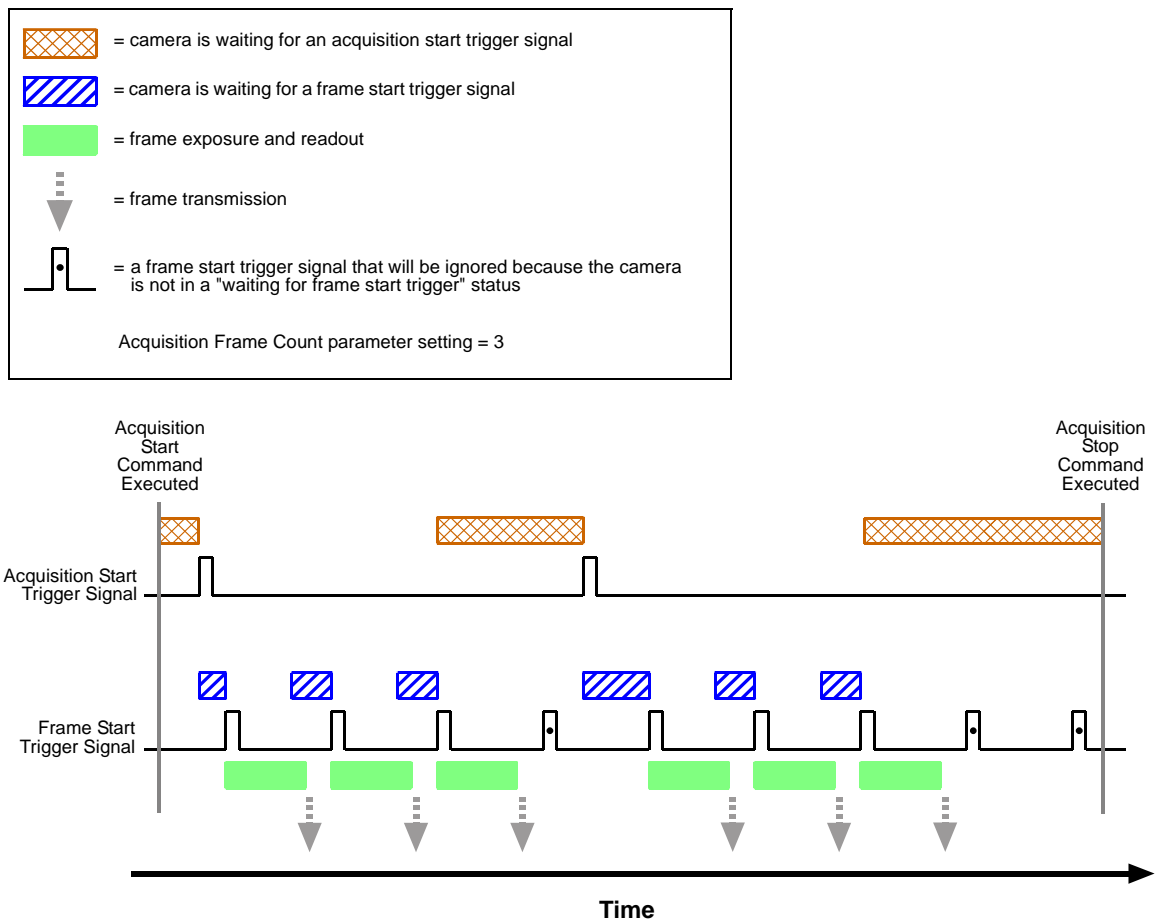 = camera is waiting for an acquisition start trigger signal
= camera is waiting for a frame start trigger signal
= frame exposure and readout
= frame transmission
= a frame start trigger signal that will be ignored because the camera
is not in a "waiting for frame start trigger" status
Acquisition Frame Count parameter setting = 3
Acquisition
Start
Command
Executed
Acquisition
Stop
Command
Executed
Acquisition Start
Trigger Signal
Frame Start
Trigger Signal
Time